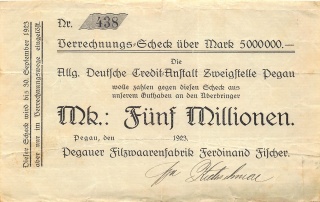 Nr. 438
Verrechnungs-Scheck über Mark 5000000.—
Die
Allg. Deutsche Credit-Anstalt Zweigstelle Pegau
wolle zahlen gegen diesen Scheck aus
unserem Guthaben an den Überbringer
Mk.: Fünf Millionen.
Pegau, den 1923.
Pegauer Filzwaarenfabrik Ferdinand Fischer.
Dieser Scheck wird bis 30. September 1923
aber nur im Verrechnungswege eingelöst.